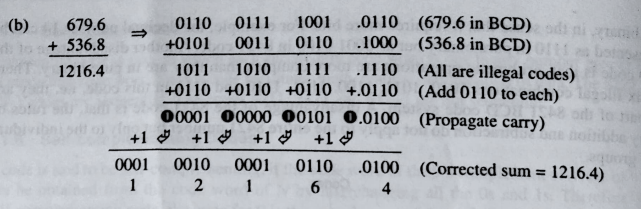 (b) 679.6 ⇒ 0110 0111 1001 .0110 (679.6 in BCD)
+ 536.8 +0101 0011 0110 .1000 (536.8 in BCD)
1216.4 1011 1010 1111 .1110 (All are illegal codes)
+0110 +0110 +0110 +.0110 (Add 0110 to each)
❶0001 ❶0000 ❶0101 ❶.0100 (Propagate carry)
+1 +1 +1 +1
0001 0010 0001 0110 .0100 (Corrected sum = 1216.4)
1 2 1 6 4